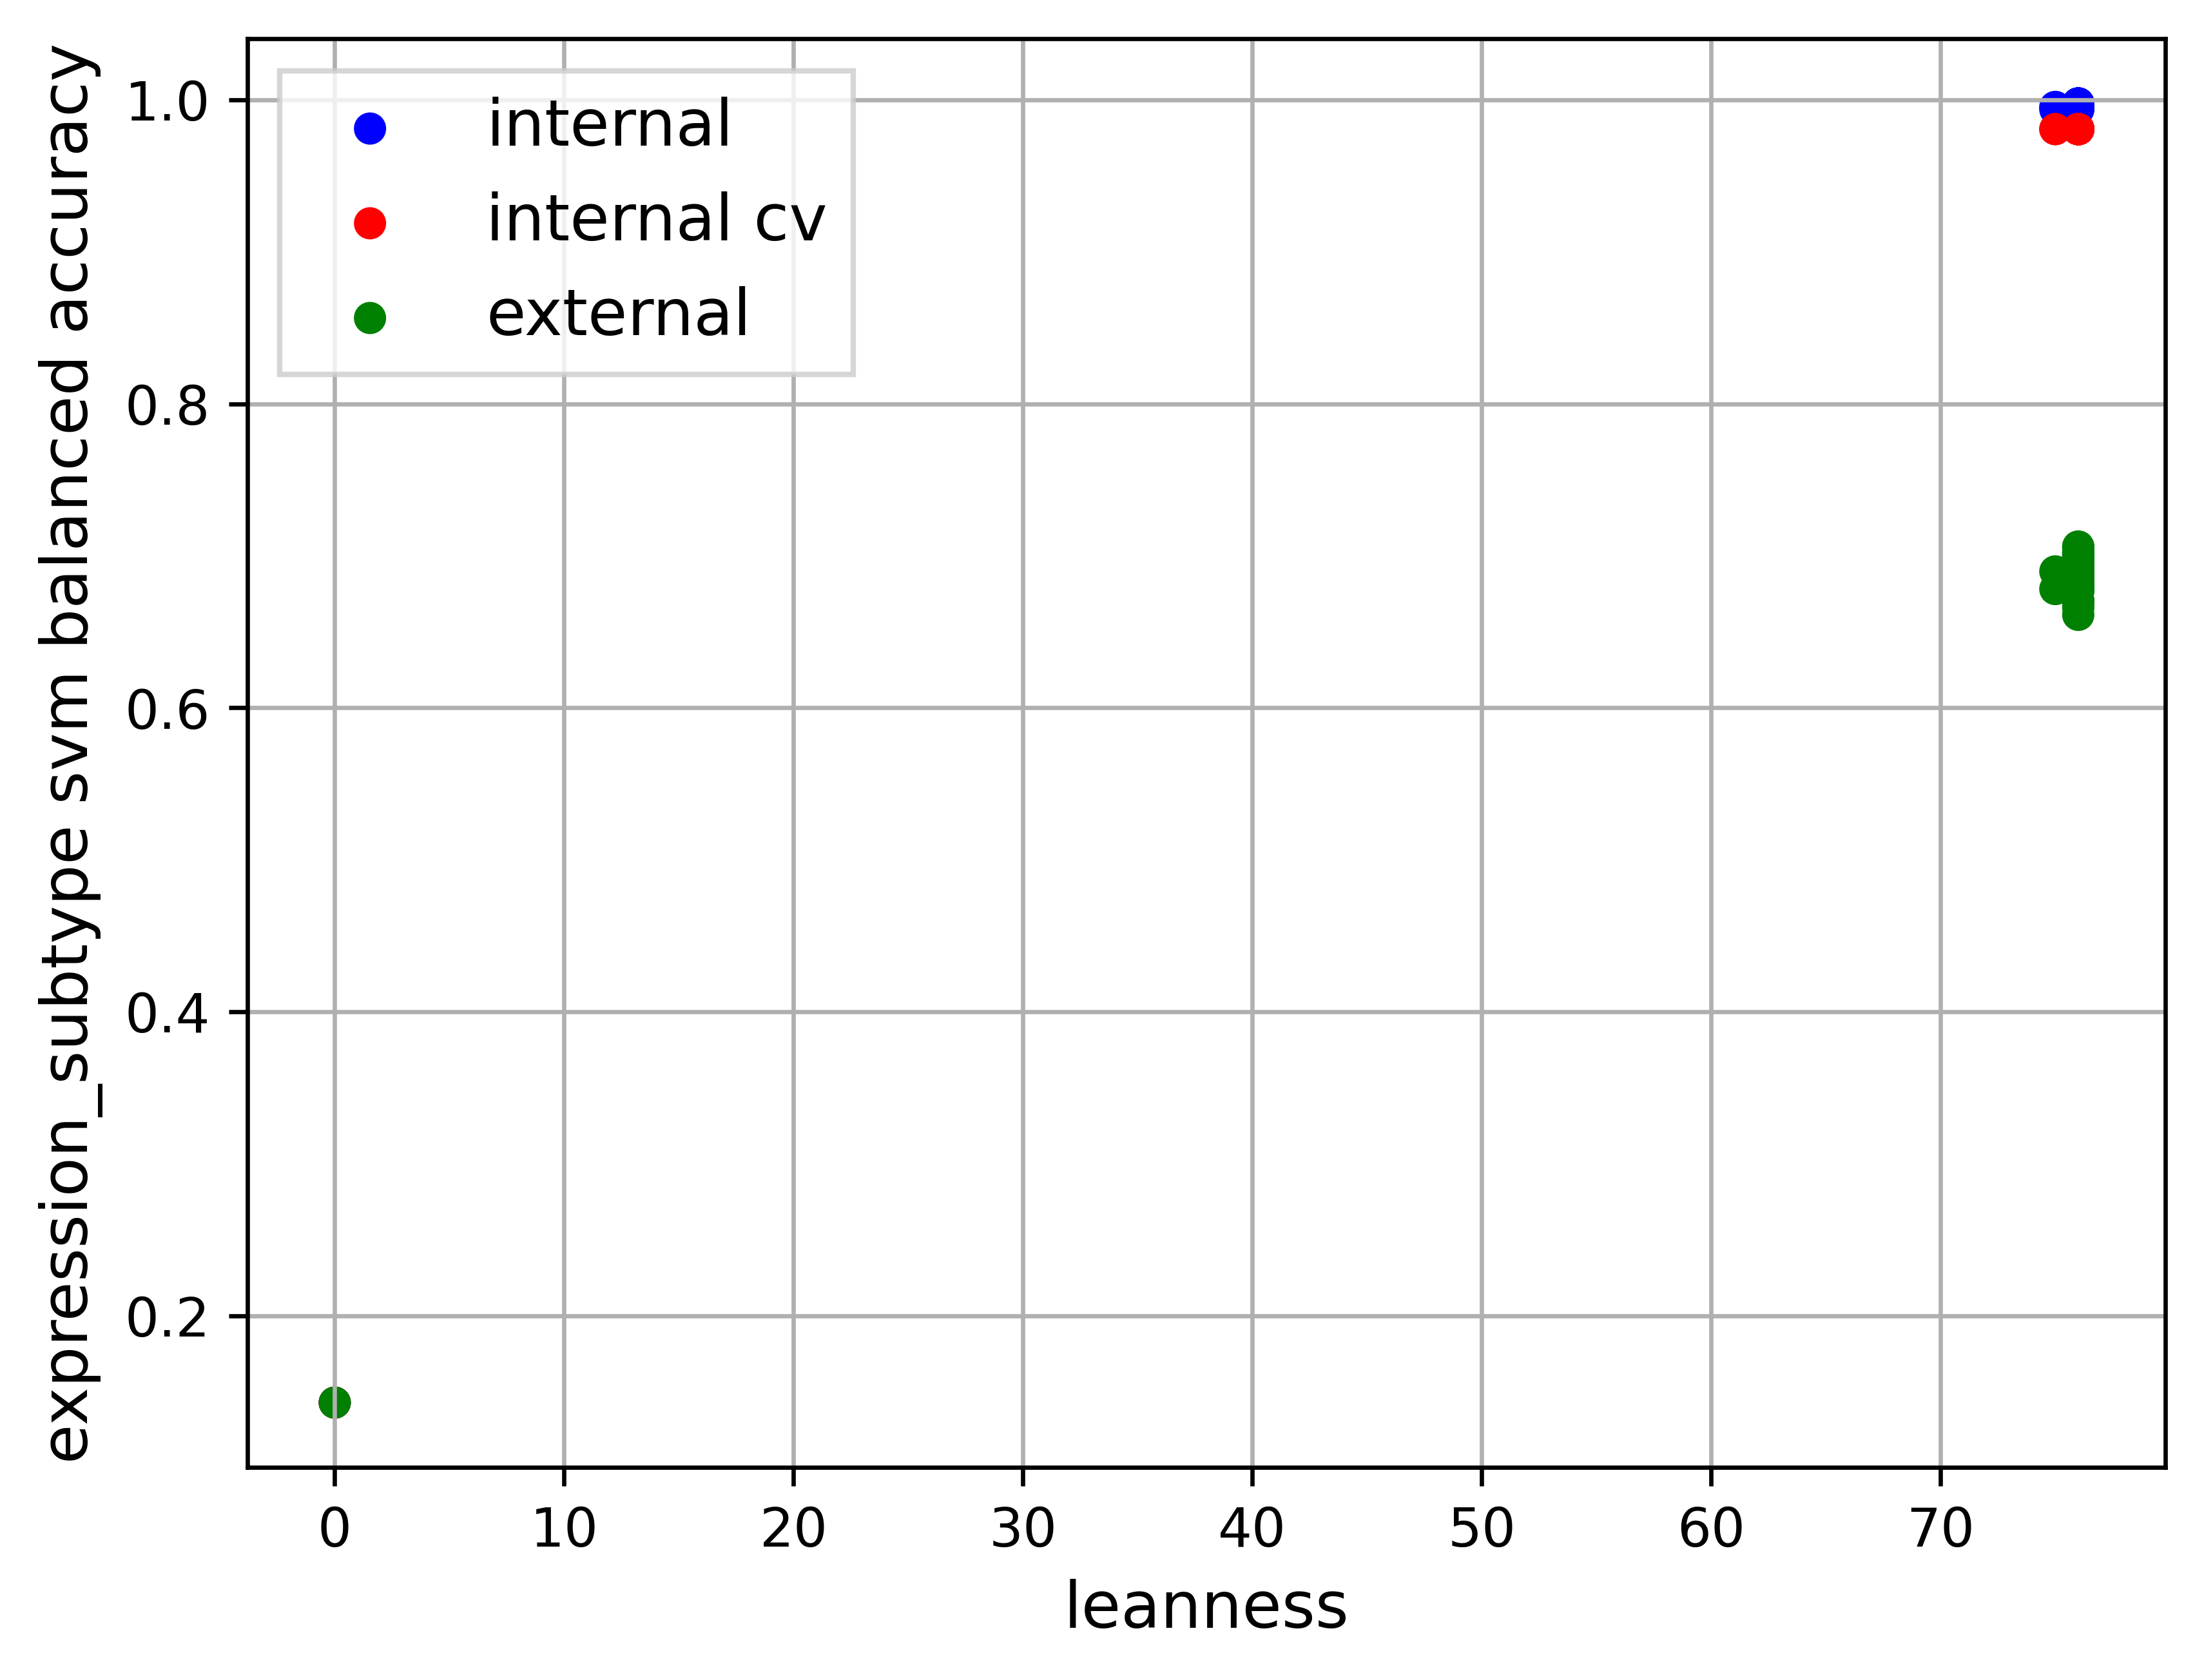 expression_subtype svm balanced accuracy
1.0
0.8
0.6
0.4
0.2
internal
internal cv
external
0 10 20 30 40 50 60 70
leanness